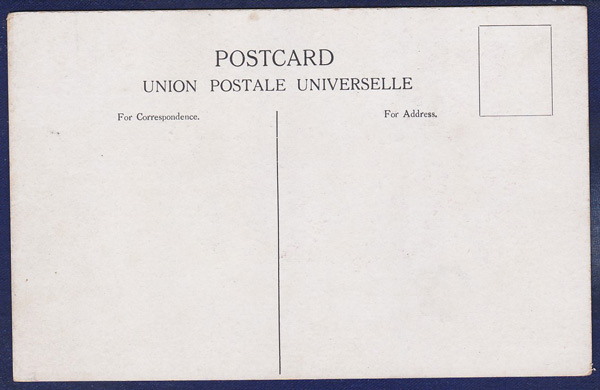 POSTCARD
UNION POSTALE UNIVERSELLE
For Correspondence.
For Address.